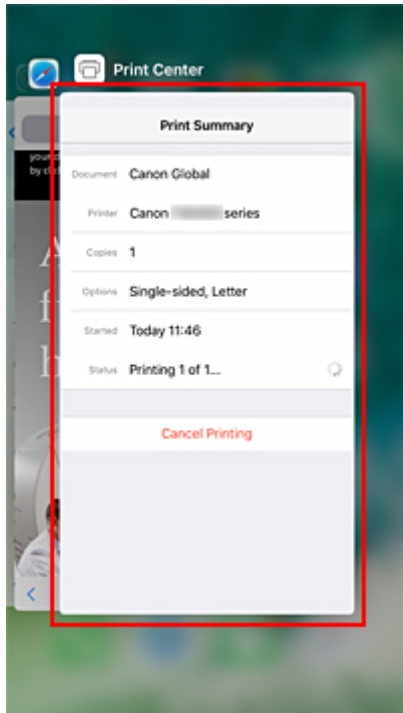 Print Center
Print Summary
Document Canon Global
Printer Canon series
Copies 1
Options Single-sided, Letter
Started Today 11:46
Status Printing 1 of 1...
Cancel Printing